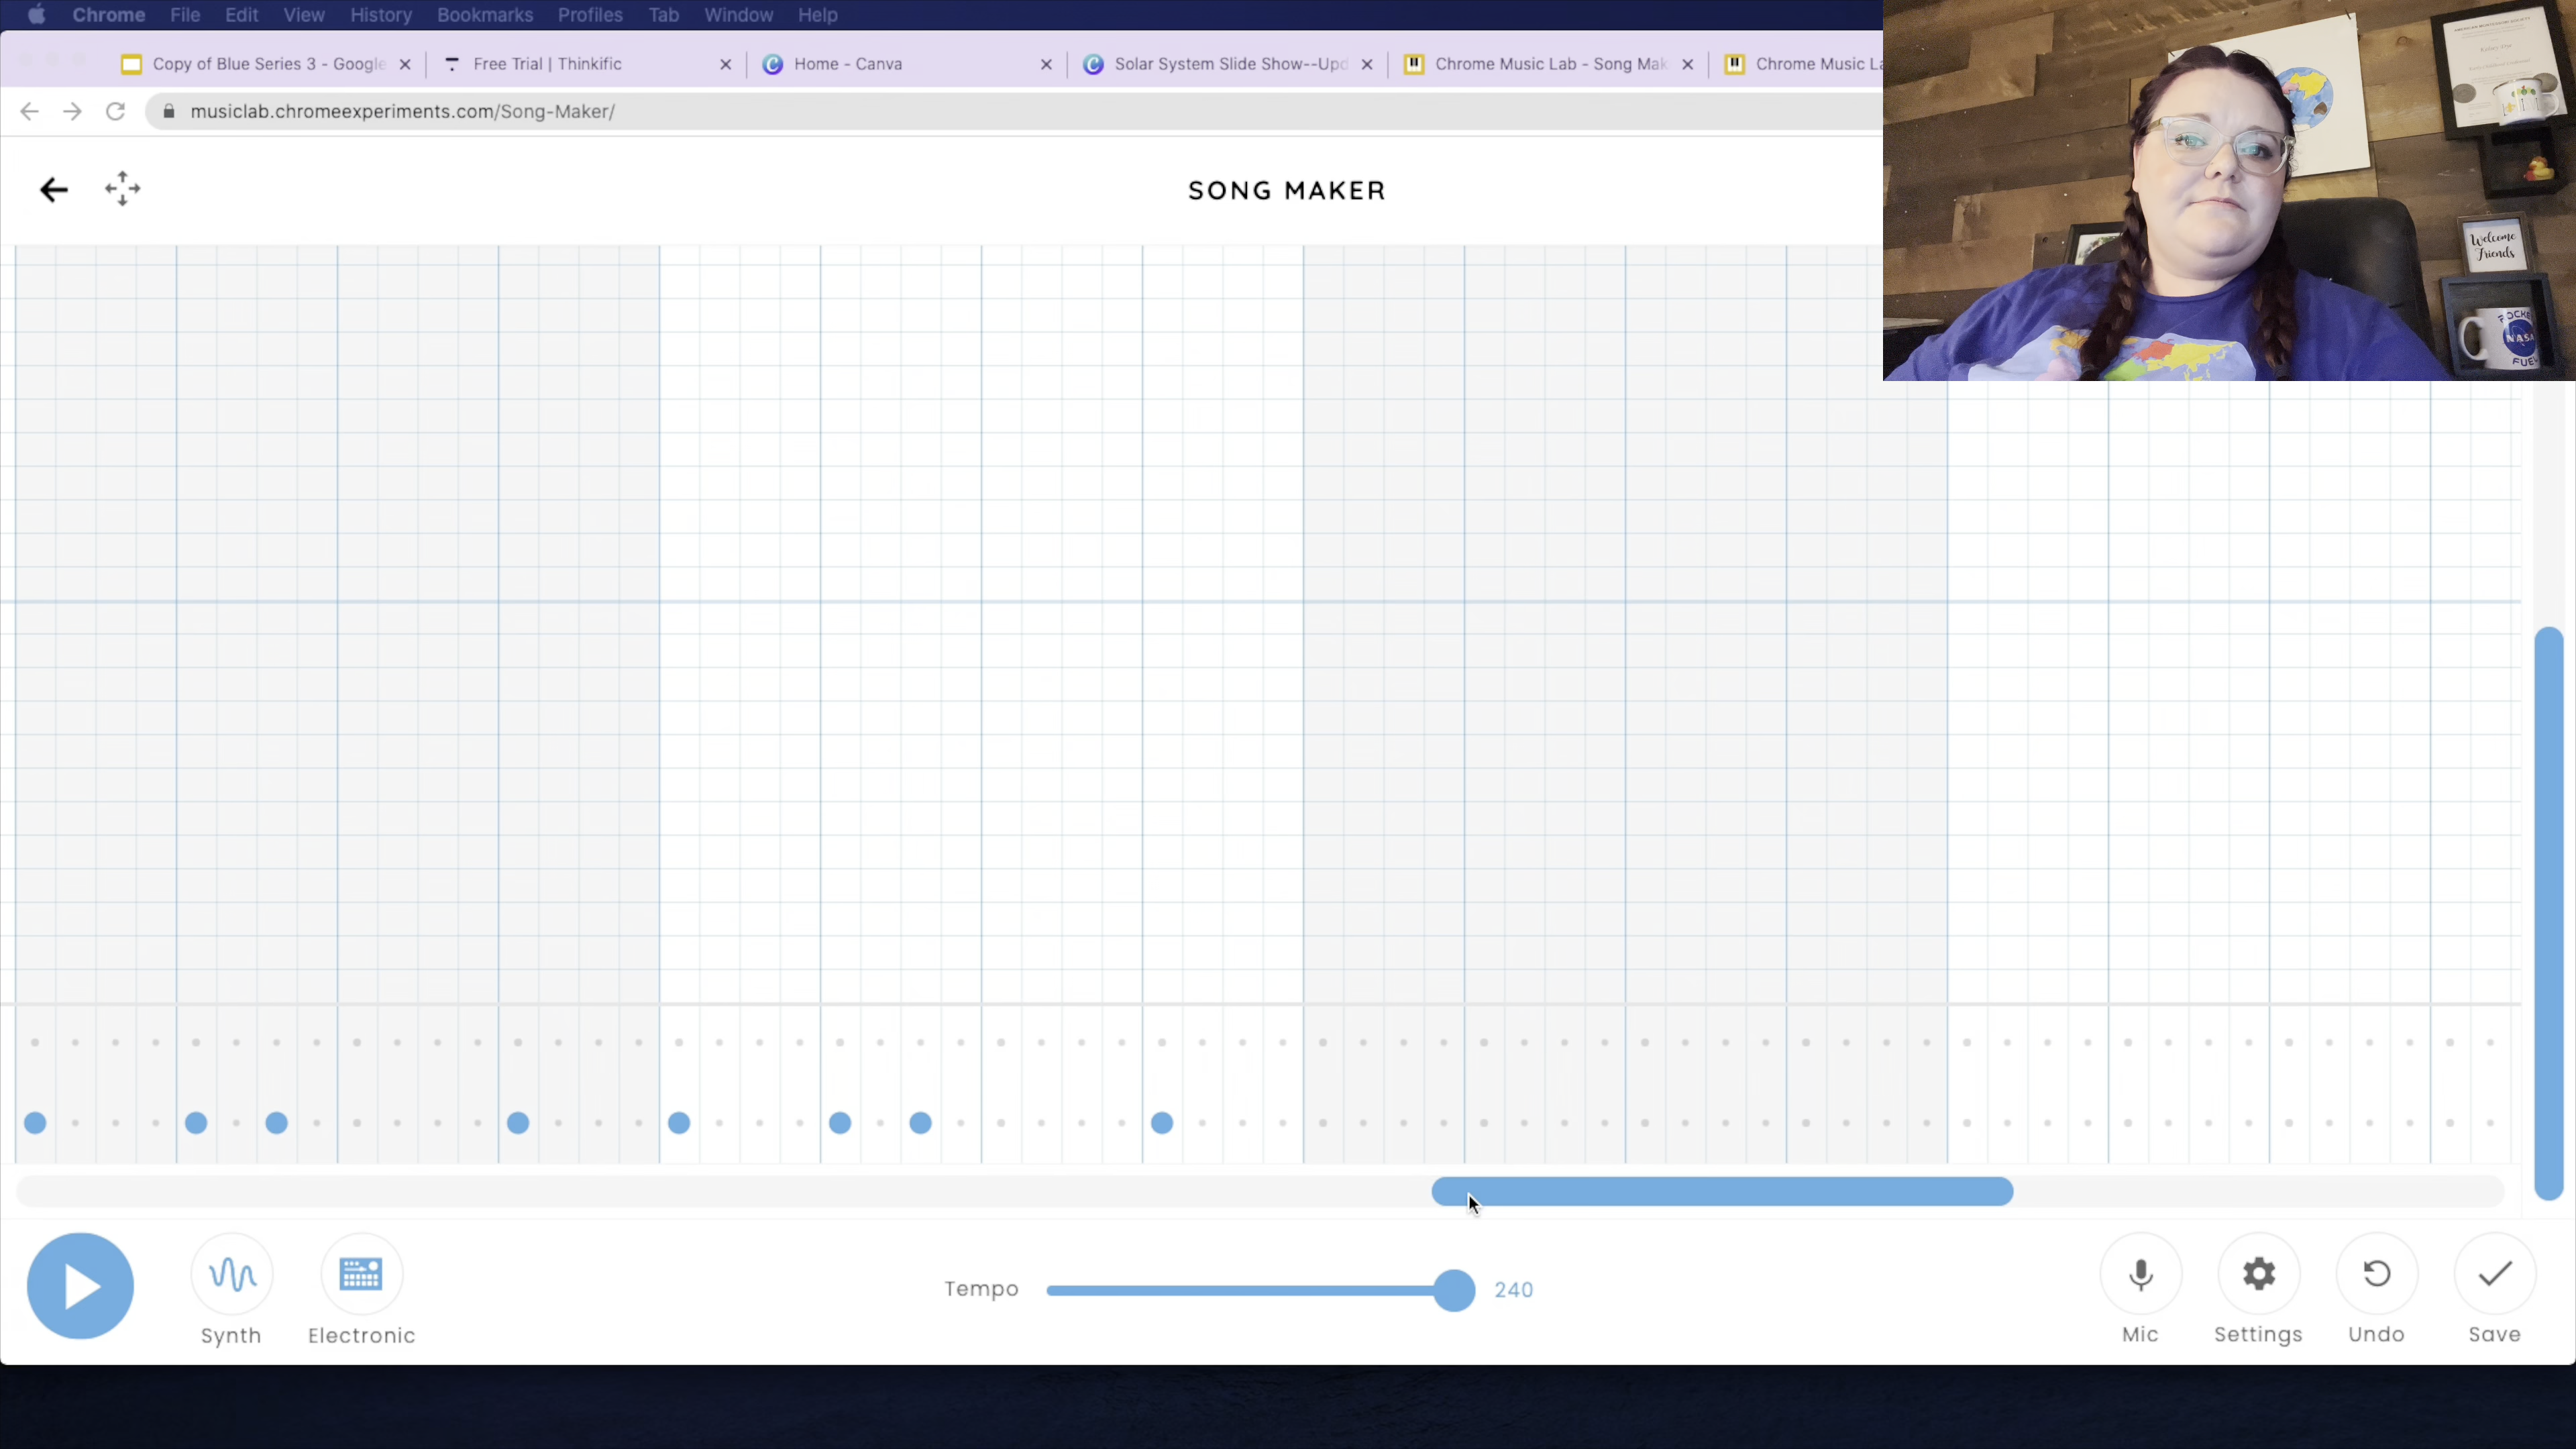 Chrome File Edit View History Bookmarks Profiles Tab Window Help
Copy of Blue Series 3 - Google Free Trial | Thinkific Home - Canva Solar System Slide Show--Upd Chrome Music Lab - Song Mak Chrome Music La
musiclab.chromeexperiments.com/Song-Maker/
SONG MAKER
Welcome
Friends
ROCKET
NASA
FUEL
Tempo 240
Synth Electronic Mic Settings Undo Save